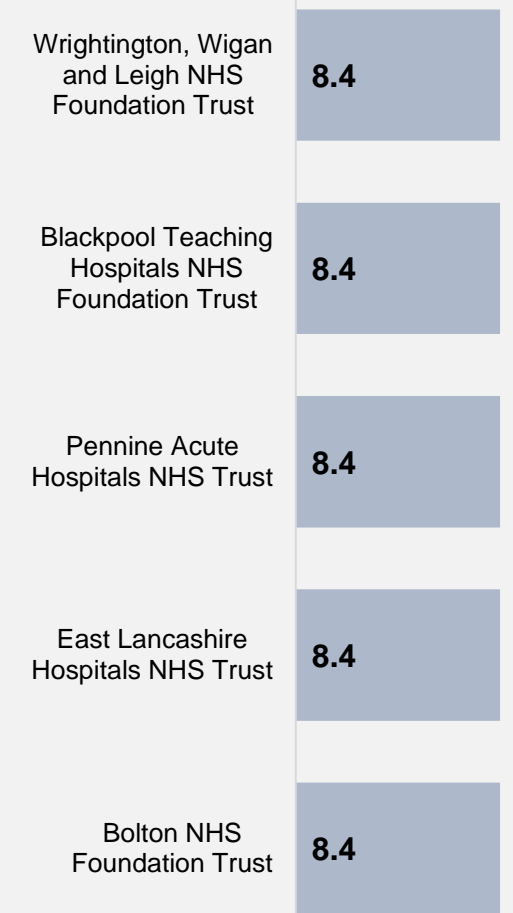 Wrightington, Wigan
and Leigh NHS
Foundation Trust
8.4
Blackpool Teaching
Hospitals NHS
Foundation Trust
8.4
Pennine Acute
Hospitals NHS Trust
8.4
East Lancashire
Hospitals NHS Trust
8.4
Bolton NHS
Foundation Trust
8.4